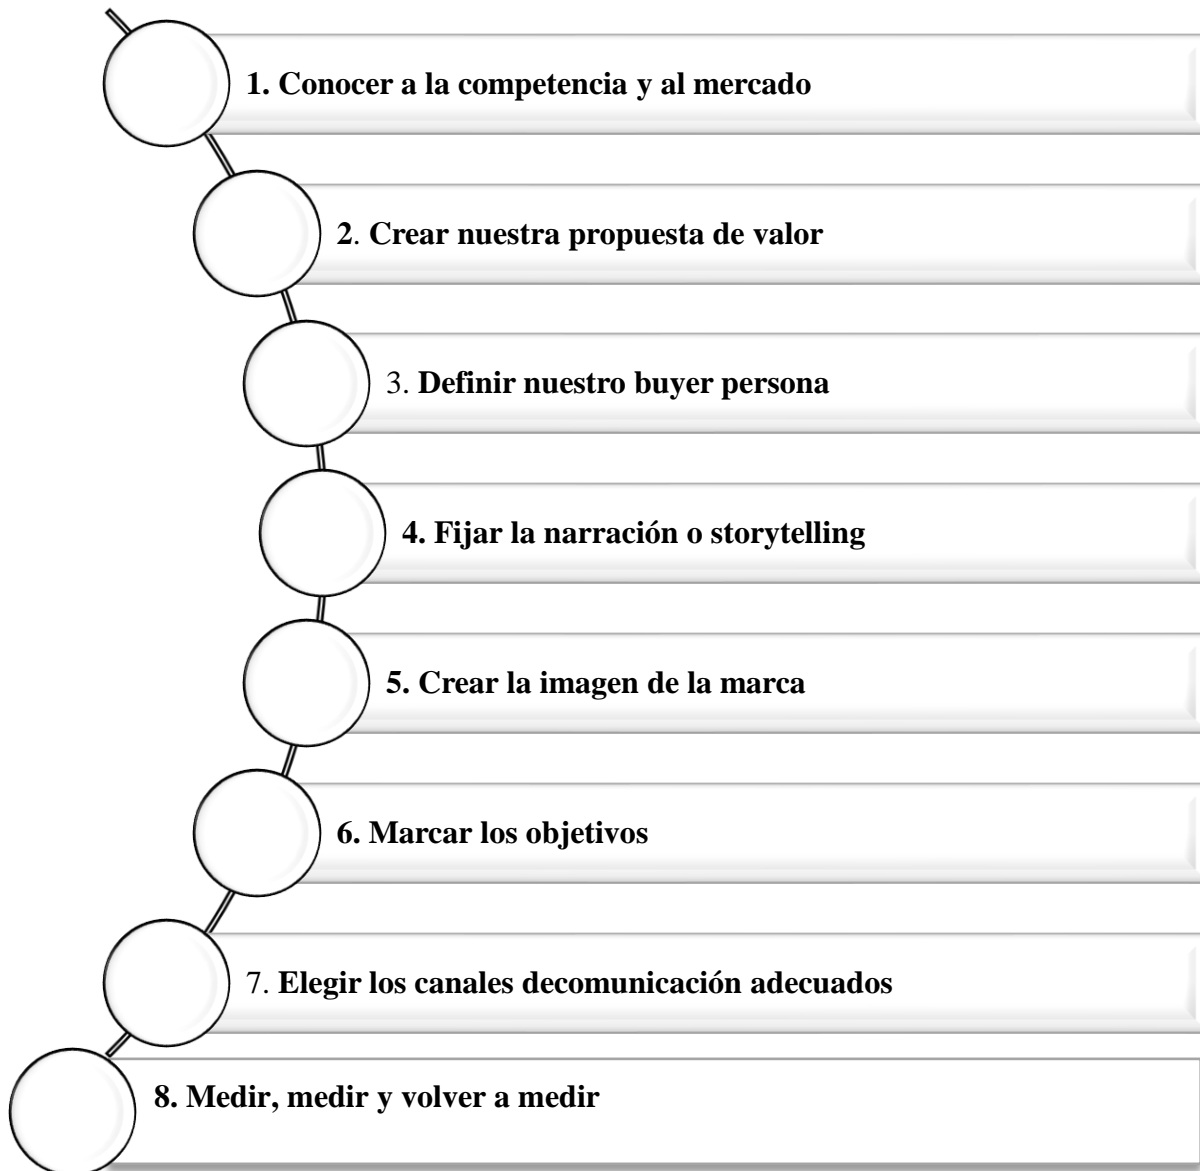 1. Conocer a la competencia y al mercado
2. Crear nuestra propuesta de valor
3. Definir nuestro buyer persona
4. Fijar la narración o storytelling
5. Crear la imagen de la marca
6. Marcar los objetivos
7. Elegir los canales decomunicación adecuados
8. Medir, medir y volver a medir